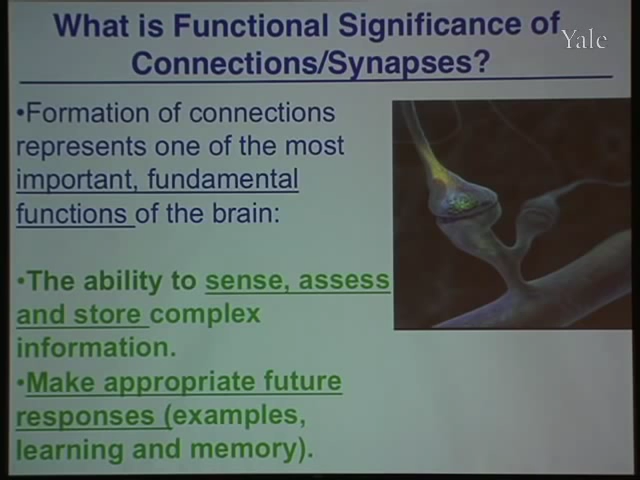 What is Functional Significance of
Connections/Synapses?
Yale
•Formation of connections
represents one of the most
important, fundamental
functions of the brain:
•The ability to sense, assess
and store complex
information.
•Make appropriate future
responses (examples,
learning and memory).